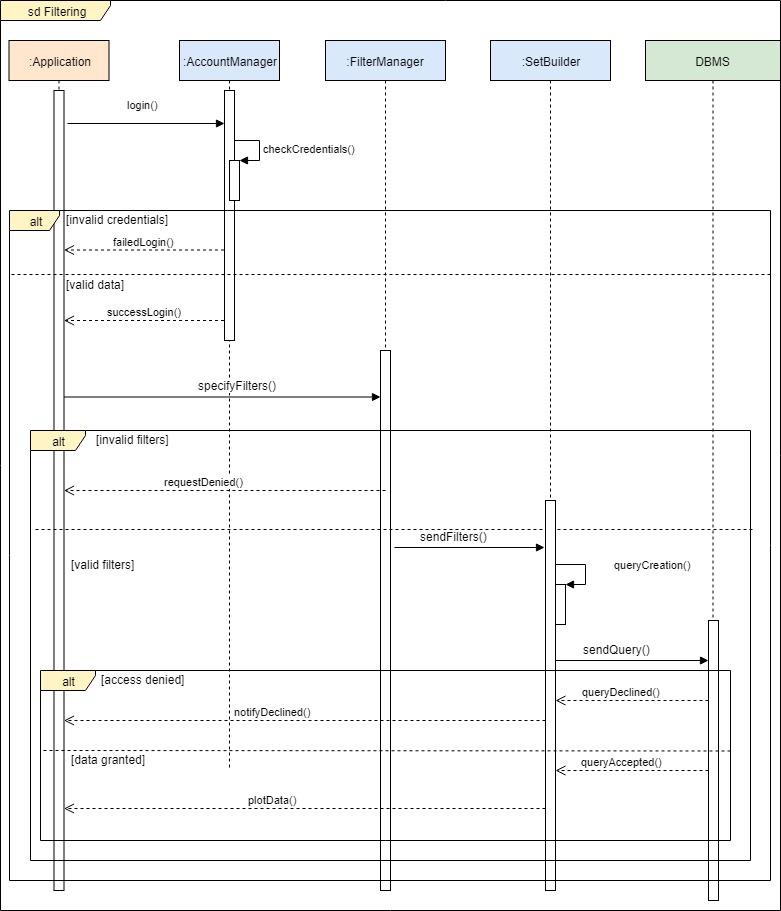 sd Filtering
:Application
:AccountManager
:FilterManager
:SetBuilder
DBMS
login()
checkCredentials()
alt
[invalid credentials]
failedLogin()
[valid data]
successLogin()
specifyFilters()
alt
[invalid filters]
requestDenied()
sendFilters()
[valid filters]
queryCreation()
sendQuery()
alt
[access denied]
queryDeclined()
notifyDeclined()
[data granted]
queryAccepted()
plotData()